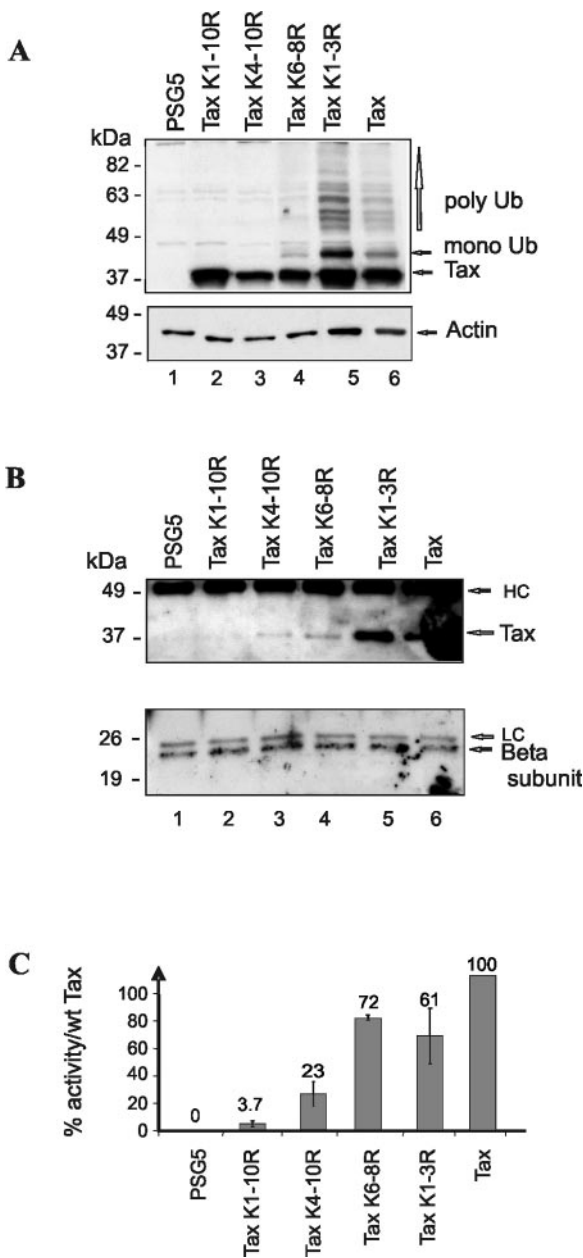 A
PSG5
Tax K1-10R
Tax K4-10R
Tax K6-8R
Tax K1-3R
Tax
kDa
82 -
63 -
49 -
37 -
poly Ub
mono Ub
Tax
49 -
37 -
Actin
1 2 3 4 5 6
B
PSG5
Tax K1-10R
Tax K4-10R
Tax K6-8R
Tax K1-3R
Tax
kDa
49 -
37 -
HC
Tax
26 -
19 -
LC
Beta
subunit
1 2 3 4 5 6
C
% activity/wt Tax
100
80
60
40
20
0
0
3.7
23
72
61
100
PSG5
Tax K1-10R
Tax K4-10R
Tax K6-8R
Tax K1-3R
Tax